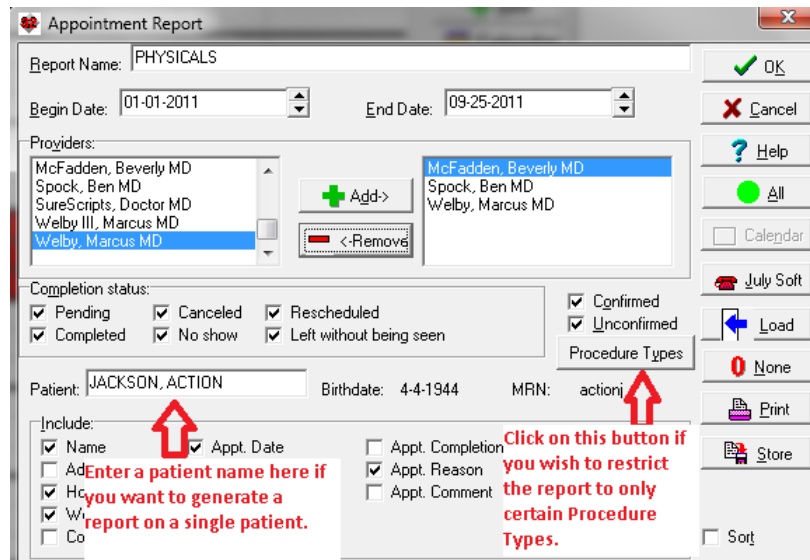 Appointment Report
Report Name: PHYSICALS
OK
Begin Date: 01-01-2011 End Date: 09-25-2011
Cancel
Providers:
McFadden, Beverly MD
Spock, Ben MD
SureScripts, Doctor MD
Welby III, Marcus MD
Welby, Marcus MD
Add->
<-Remove
McFadden, Beverly MD
Spock, Ben MD
Welby, Marcus MD
Help
All
Calendar
Completion status:
Pending Canceled Rescheduled
Completed No show Left without being seen
Confirmed
Unconfirmed
Procedure Types
July Soft
Load
None
Print
Store
Patient: JACKSON, ACTION Birthdate: 4-4-1944 MRN: actionj
Include:
Name Appt. Date Appt. Completion
Ad
Ho Appt. Reason
W Appt. Comment
Co
Enter a patient name here if
you want to generate a
report on a single patient.
Click on this button if
you wish to restrict
the report to only
certain Procedure
Types.
Sort